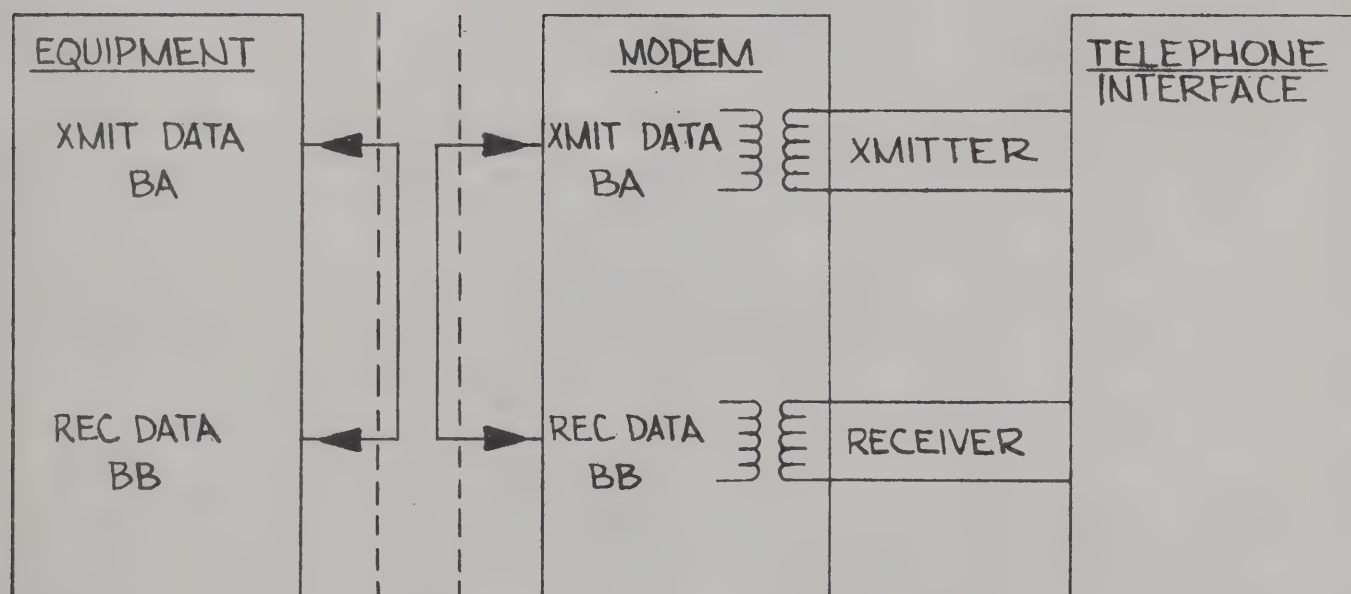 EQUIPMENT
XMIT DATA
BA
REC DATA
BB
MODEM
XMIT DATA
BA
REC DATA
BB
XMITTER
RECEIVER
TELEPHONE
INTERFACE